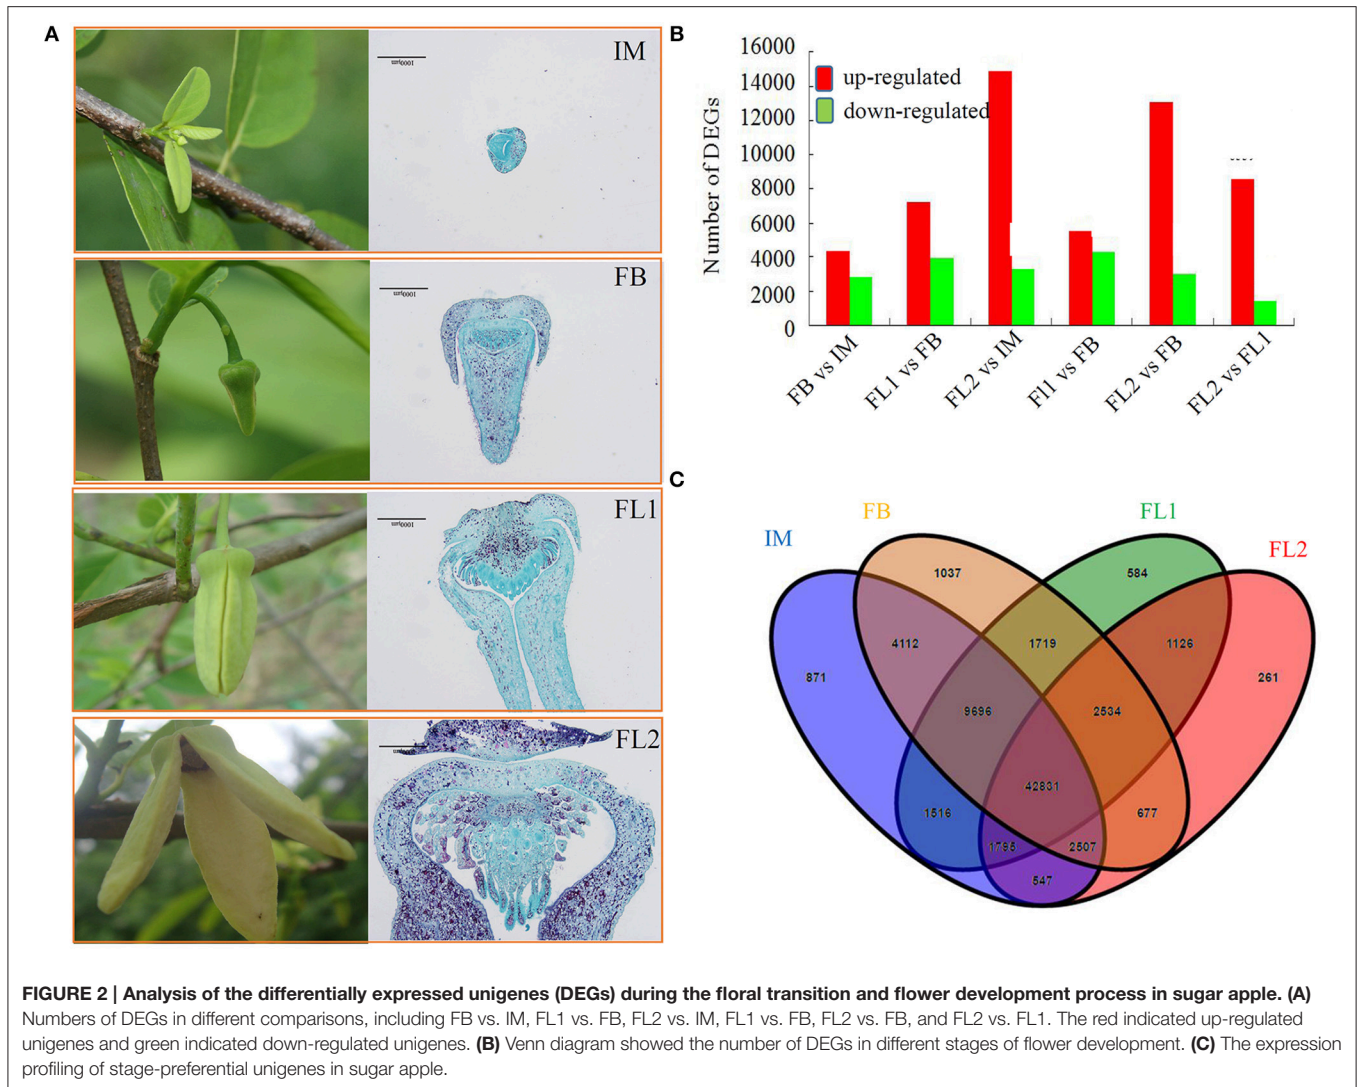 A
IM
1000μm
FB
1000μm
FL1
1000μm
FL2
B
16000
14000
12000
10000
8000
6000
4000
2000
0
Number of DEGs
up-regulated
down-regulated
FB vs IM
FL1 vs FB
FL2 vs IM
Fl1 vs FB
FL2 vs FB
FL2 vs FL1
C
IM
FB
FL1
FL2
1037
584
4112
1719
1126
871
261
9696
2534
42831
1516
677
1795
2507
547
FIGURE 2 | Analysis of the differentially expressed unigenes (DEGs) during the floral transition and flower development process in sugar apple. (A)
Numbers of DEGs in different comparisons, including FB vs. IM, FL1 vs. FB, FL2 vs. IM, FL1 vs. FB, FL2 vs. FB, and FL2 vs. FL1. The red indicated up-regulated
unigenes and green indicated down-regulated unigenes. (B) Venn diagram showed the number of DEGs in different stages of flower development. (C) The expression
profiling of stage-preferential unigenes in sugar apple.